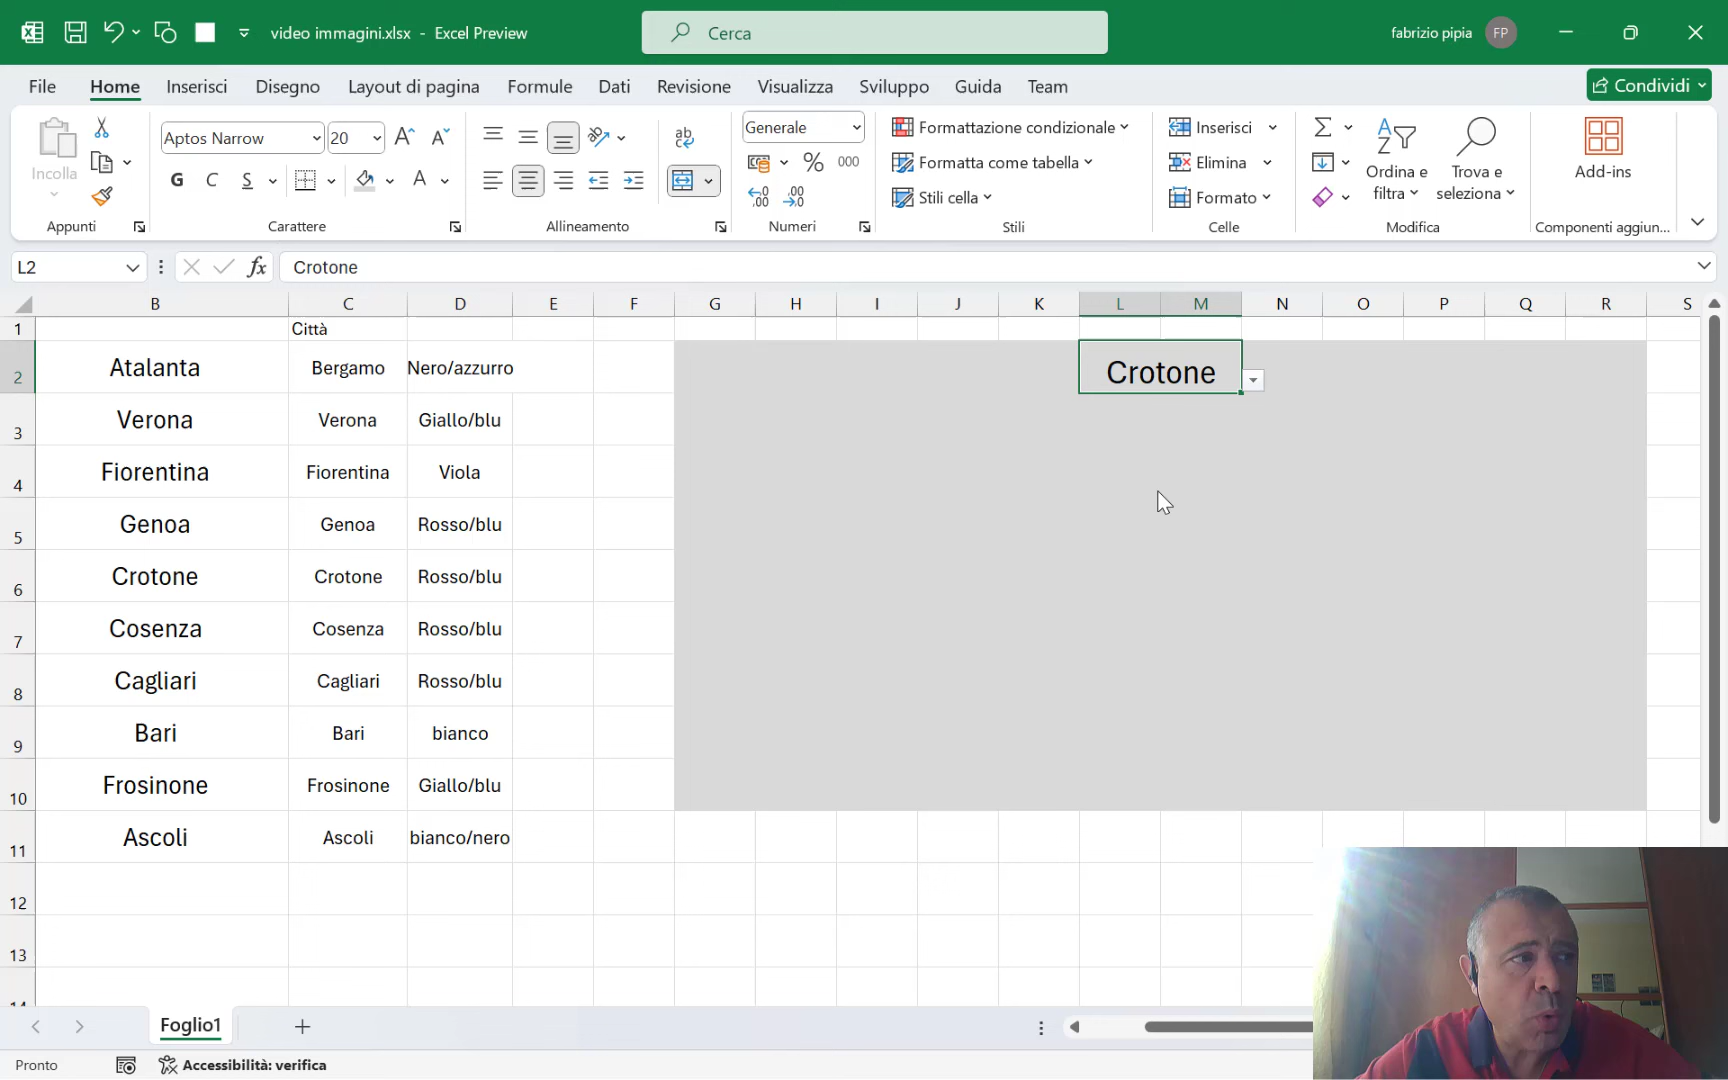 video immagini.xlsx - Excel Preview
Cerca
fabrizio pipia FP
File Home Inserisci Disegno Layout di pagina Formule Dati Revisione Visualizza Sviluppo Guida Team Condividi
Incolla
Appunti
Aptos Narrow 20
G C S A
Carattere
ab
Allineamento
Generale
% 000
Numeri
Formattazione condizionale
Formatta come tabella
Stili cella
Stili
Inserisci
Elimina
Formato
Celle
Ordina e filtra
Trova e seleziona
Modifica
Add-ins
Componenti aggiun...
L2 fx Crotone
B C D E F G H I J K L M N O P Q R S
1 Città
2 Atalanta Bergamo Nero/azzurro Crotone
3 Verona Verona Giallo/blu
4 Fiorentina Fiorentina Viola
5 Genoa Genoa Rosso/blu
6 Crotone Crotone Rosso/blu
7 Cosenza Cosenza Rosso/blu
8 Cagliari Cagliari Rosso/blu
9 Bari Bari bianco
10 Frosinone Frosinone Giallo/blu
11 Ascoli Ascoli bianco/nero
12
13
Foglio1
Pronto Accessibilità: verifica